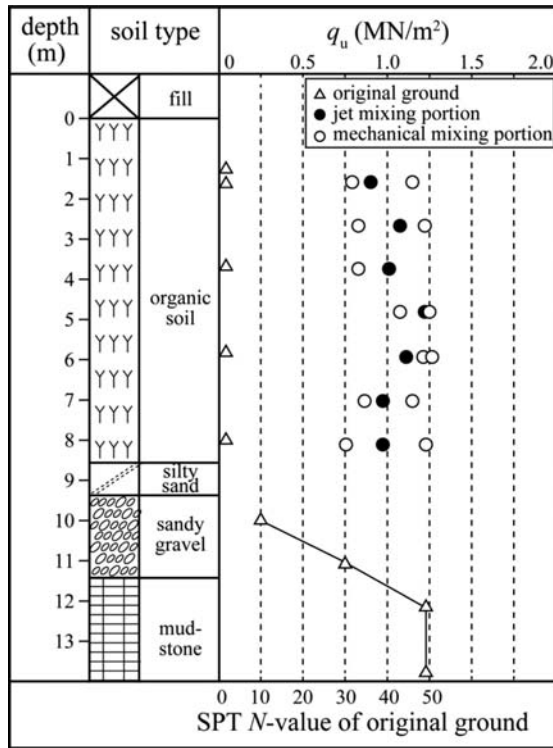 depth (m)
soil type
qu (MN/m²)
0 0.5 1.0 1.5 2.0
△ original ground
● jet mixing portion
○ mechanical mixing portion
fill
0
1
2
3
4
5
6
7
8
9
10
11
12
13
organic
soil
silty
sand
sandy
gravel
mud-
stone
0 10 20 30 40 50
SPT N-value of original ground